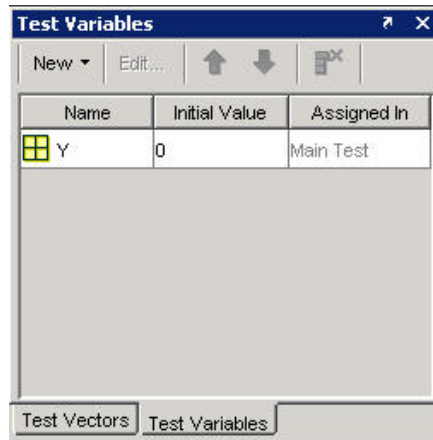 Test Variables
New Edit...
Name Initial Value Assigned In
Y 0 Main Test
Test Vectors Test Variables